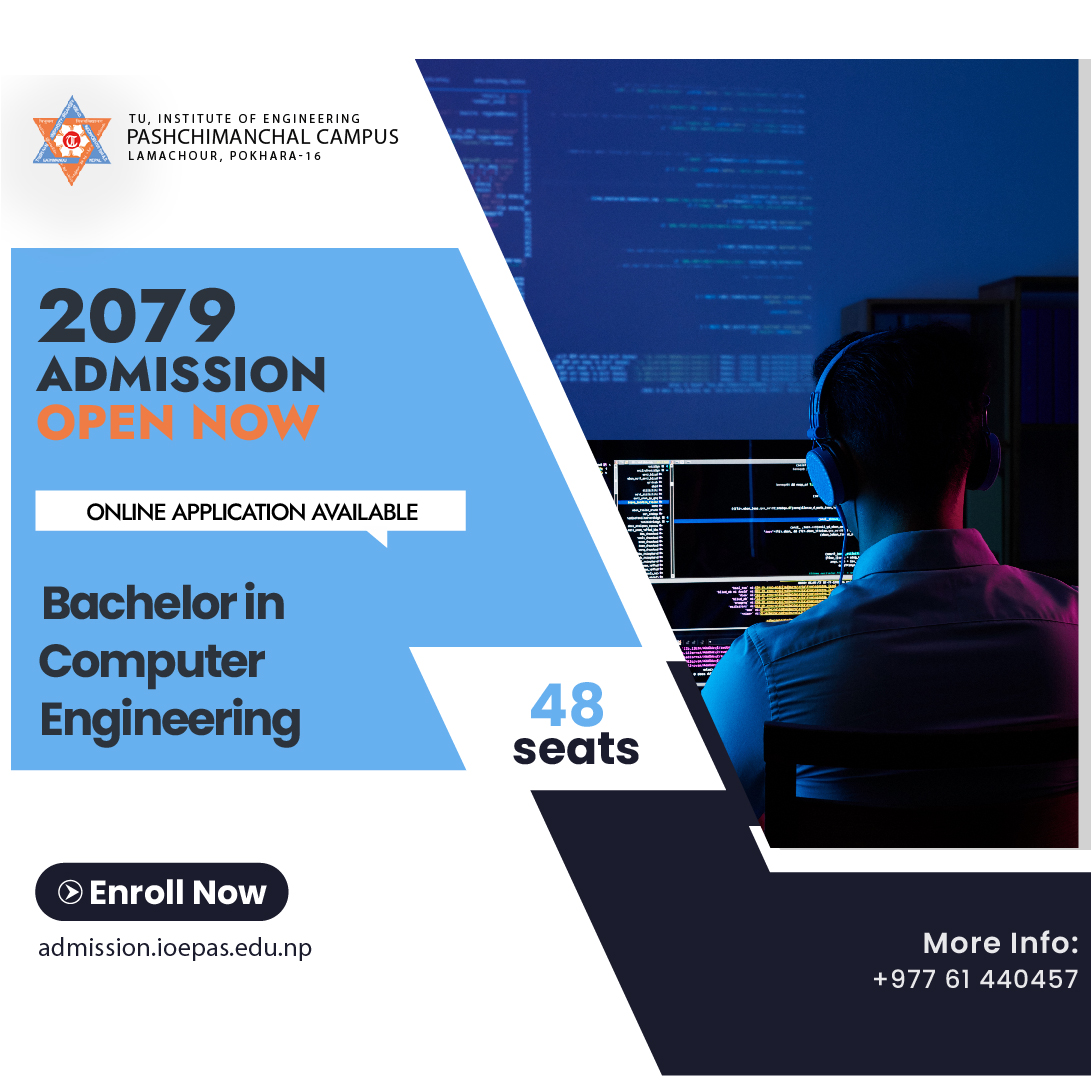 TU, INSTITUTE OF ENGINEERING
PASHCHIMANCHAL CAMPUS
LAMACHOUR, POKHARA-16
2079
ADMISSION
OPEN NOW
ONLINE APPLICATION AVAILABLE
Bachelor in
Computer
Engineering
48
seats
Enroll Now
admission.ioepas.edu.np
More Info:
+977 61 440457